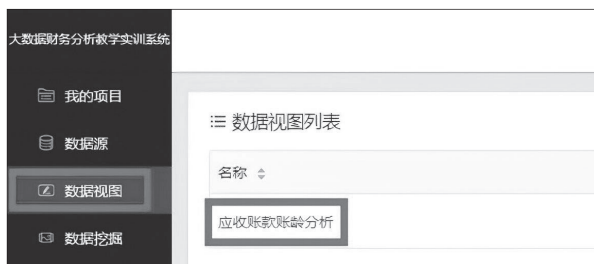 大数据财务分析教学实训系统
我的项目
数据源
数据视图
数据挖掘
数据视图列表
名称
应收账款账龄分析